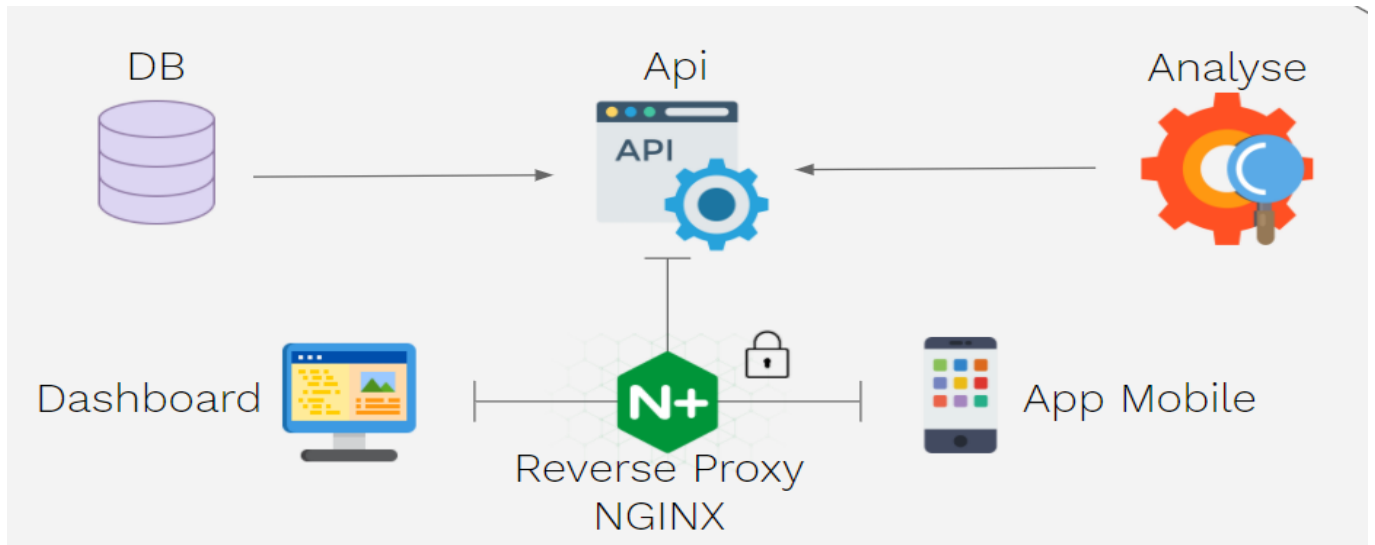 DB
Api
Analyse
API
Dashboard
N+
App Mobile
Reverse Proxy
NGINX